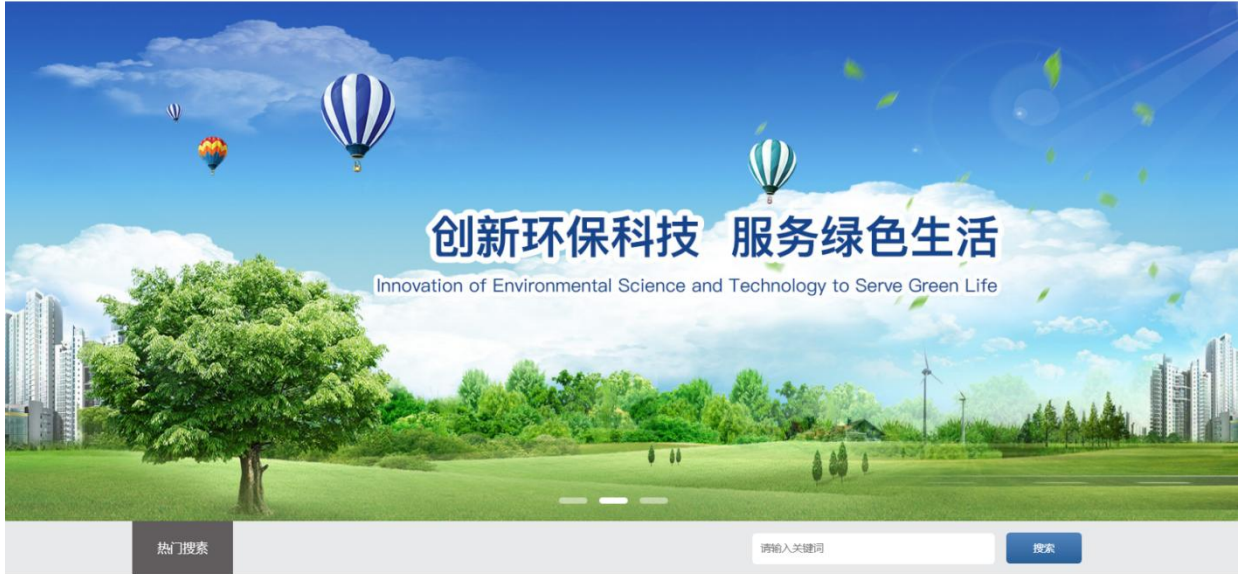 创新环保科技 服务绿色生活
Innovation of Environmental Science and Technology to Serve Green Life
热门搜素
请输入关键词
搜索